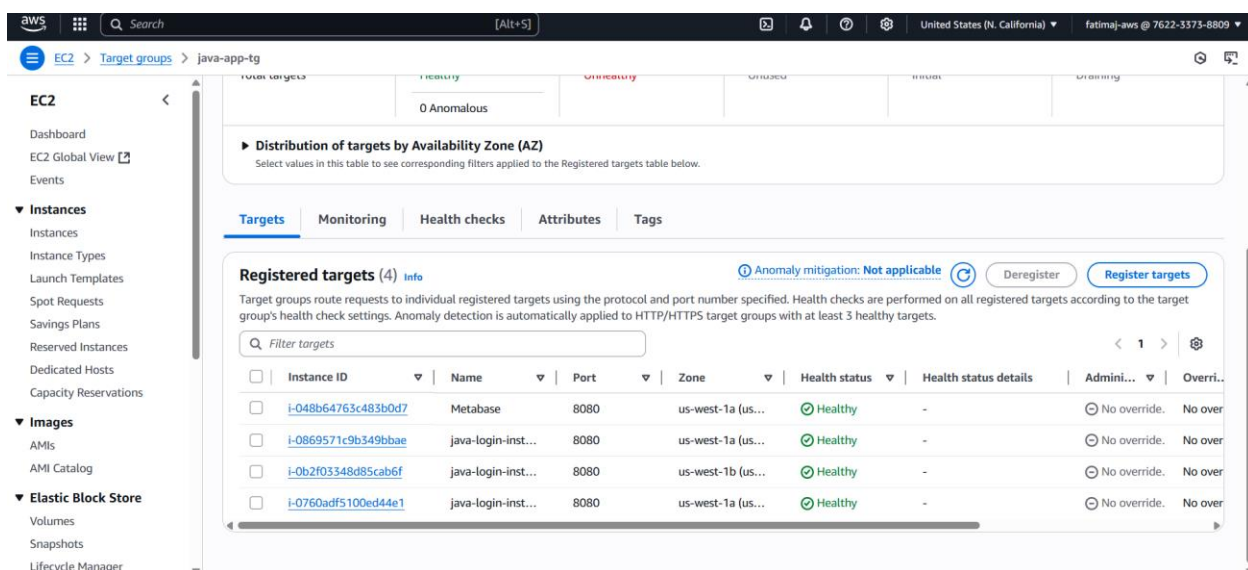 aws
Search
[Alt+S]
United States (N. California)
fatimaj-aws @ 7622-3373-8809
EC2 > Target groups > java-app-tg
EC2
Dashboard
EC2 Global View
Events
Instances
Instances
Instance Types
Launch Templates
Spot Requests
Savings Plans
Reserved Instances
Dedicated Hosts
Capacity Reservations
Images
AMIs
AMI Catalog
Elastic Block Store
Volumes
Snapshots
Lifecycle Manager
Total targets Healthy Unhealthy Unused Initial Draining
0 Anomalous
Distribution of targets by Availability Zone (AZ)
Select values in this table to see corresponding filters applied to the Registered targets table below.
Targets Monitoring Health checks Attributes Tags
Registered targets (4) Info Anomaly mitigation: Not applicable Deregister Register targets
Target groups route requests to individual registered targets using the protocol and port number specified. Health checks are performed on all registered targets according to the target
group's health check settings. Anomaly detection is automatically applied to HTTP/HTTPS target groups with at least 3 healthy targets.
Filter targets < 1 >
Instance ID Name Port Zone Health status Health status details Admini... Overri...
i-048b64763c483b0d7 Metabase 8080 us-west-1a (us... Healthy - No override. No over
i-0869571c9b349bbae java-login-inst... 8080 us-west-1a (us... Healthy - No override. No over
i-0b2f03348d85cab6f java-login-inst... 8080 us-west-1b (us... Healthy - No override. No over
i-0760adf5100ed44e1 java-login-inst... 8080 us-west-1a (us... Healthy - No override. No over